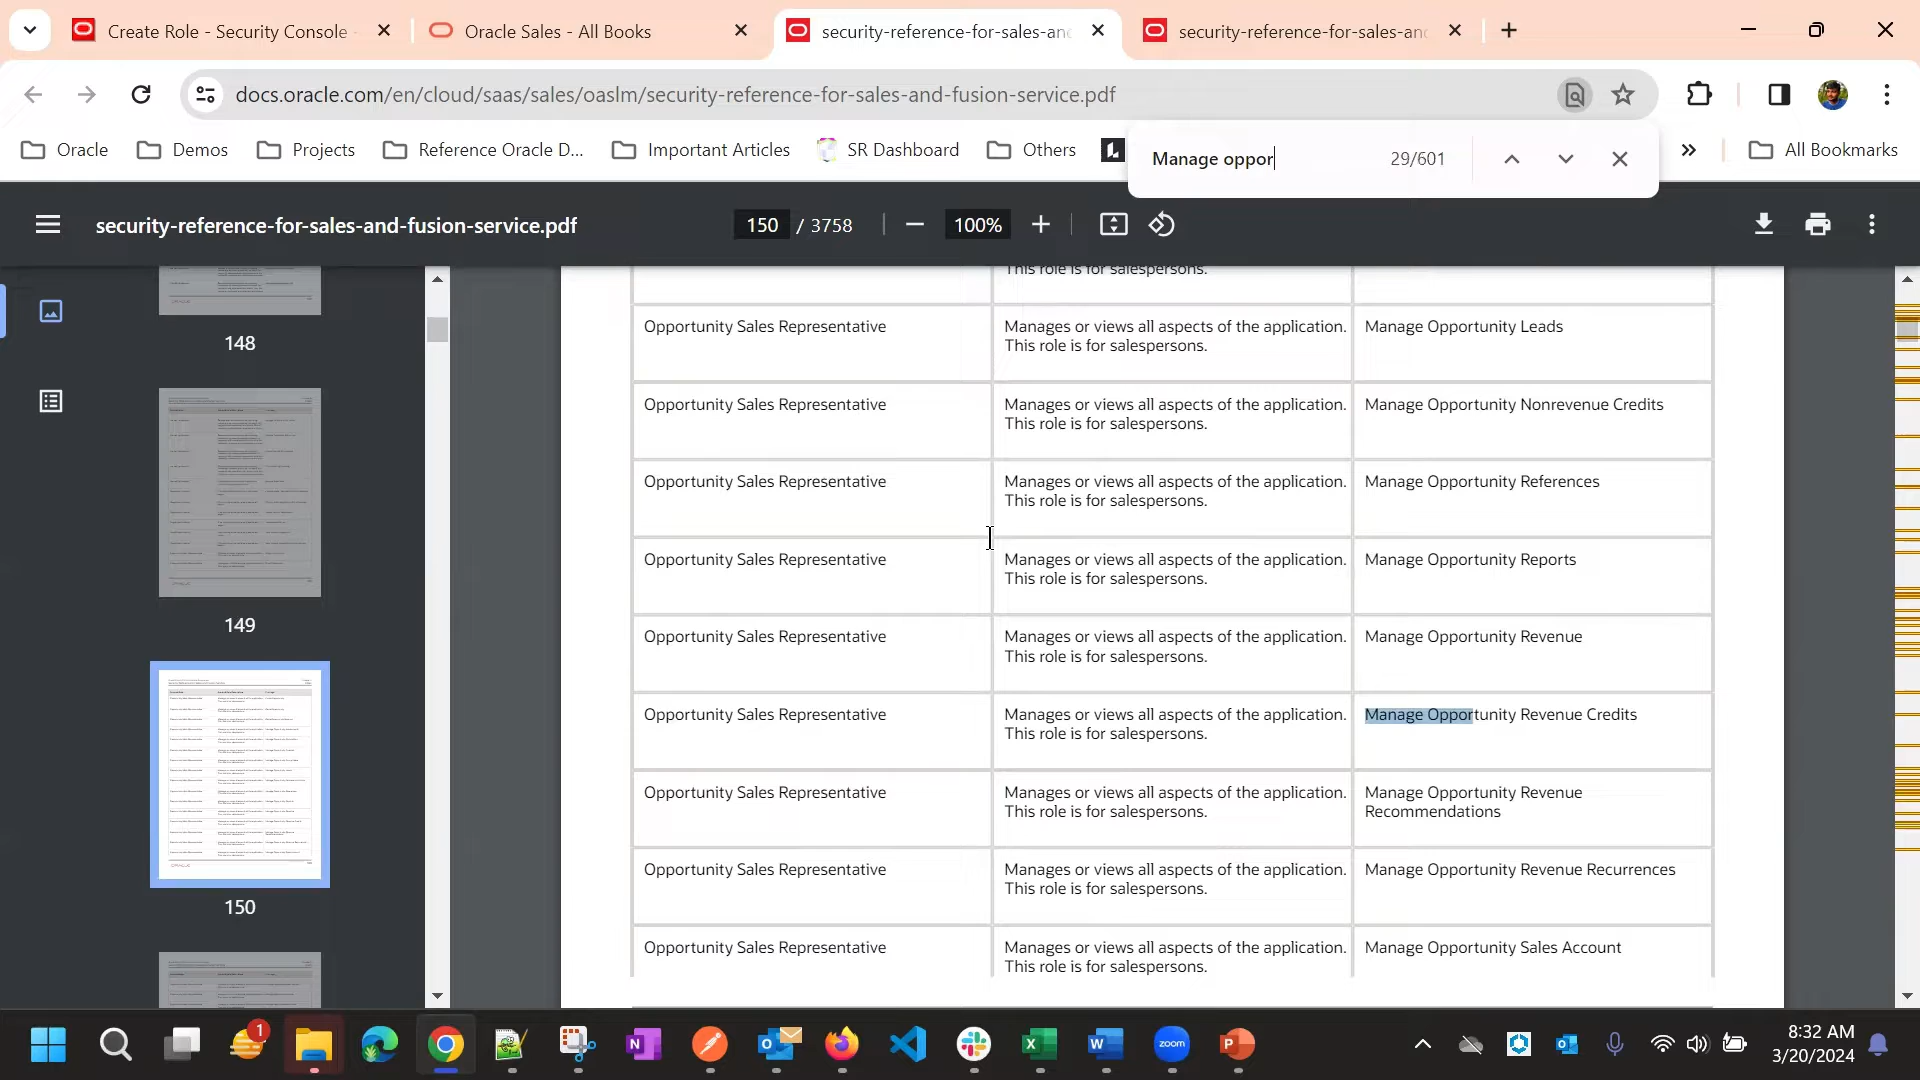 Create Role - Security Console -
Oracle Sales - All Books
security-reference-for-sales-and
security-reference-for-sales-and
docs.oracle.com/en/cloud/saas/sales/oaslm/security-reference-for-sales-and-fusion-service.pdf
Oracle
Demos
Projects
Reference Oracle D...
Important Articles
SR Dashboard
Others
All Bookmarks
Manage oppor
29/601
security-reference-for-sales-and-fusion-service.pdf
150 / 3758
100%
148
149
150
This role is for salespersons.
Opportunity Sales Representative
Manages or views all aspects of the application.
This role is for salespersons.
Manage Opportunity Leads
Opportunity Sales Representative
Manages or views all aspects of the application.
This role is for salespersons.
Manage Opportunity Nonrevenue Credits
Opportunity Sales Representative
Manages or views all aspects of the application.
This role is for salespersons.
Manage Opportunity References
Opportunity Sales Representative
Manages or views all aspects of the application.
This role is for salespersons.
Manage Opportunity Reports
Opportunity Sales Representative
Manages or views all aspects of the application.
This role is for salespersons.
Manage Opportunity Revenue
Opportunity Sales Representative
Manages or views all aspects of the application.
This role is for salespersons.
Manage Opportunity Revenue Credits
Opportunity Sales Representative
Manages or views all aspects of the application.
This role is for salespersons.
Manage Opportunity Revenue
Recommendations
Opportunity Sales Representative
Manages or views all aspects of the application.
This role is for salespersons.
Manage Opportunity Revenue Recurrences
Opportunity Sales Representative
Manages or views all aspects of the application.
This role is for salespersons.
Manage Opportunity Sales Account
1
zoom
8:32 AM
3/20/2024